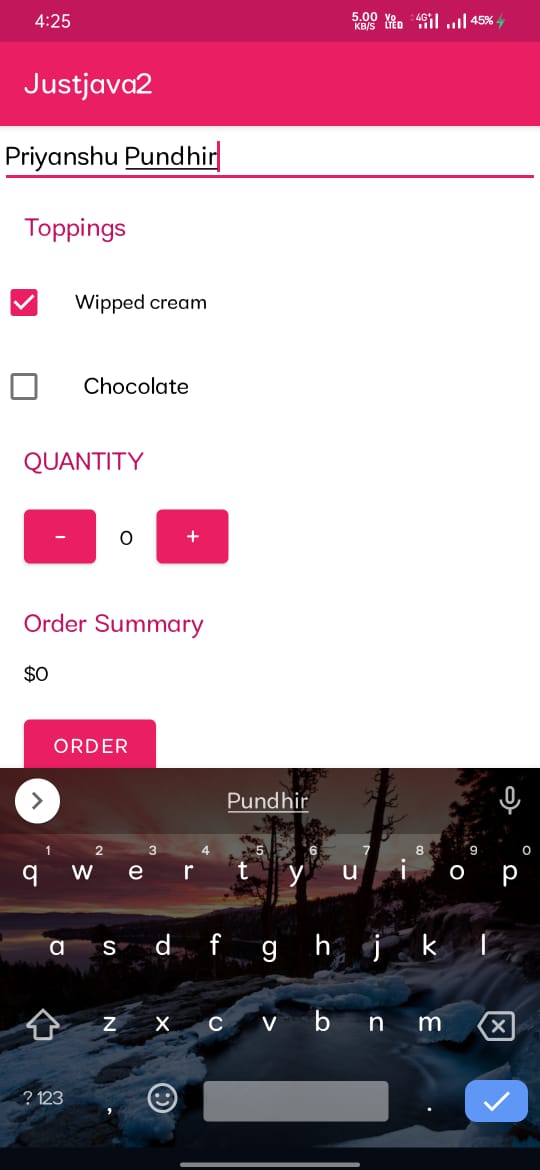 4:25 5.00 KB/S Vo LTE 4G+ 45%
Justjava2
Priyanshu Pundhir
Toppings
Wipped cream
Chocolate
QUANTITY
- 0 +
Order Summary
$0
ORDER
Pundhir
1 2 3 4 5 6 7 8 9 0
q w e r t y u i o p
a s d f g h j k l
z x c v b n m
?123 , .